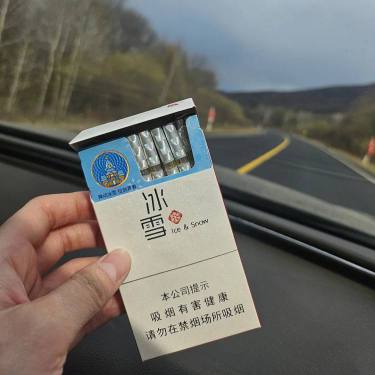 冰雪
Ice & Snow
本公司提示
吸烟有害健康
请勿在禁烟场所吸烟